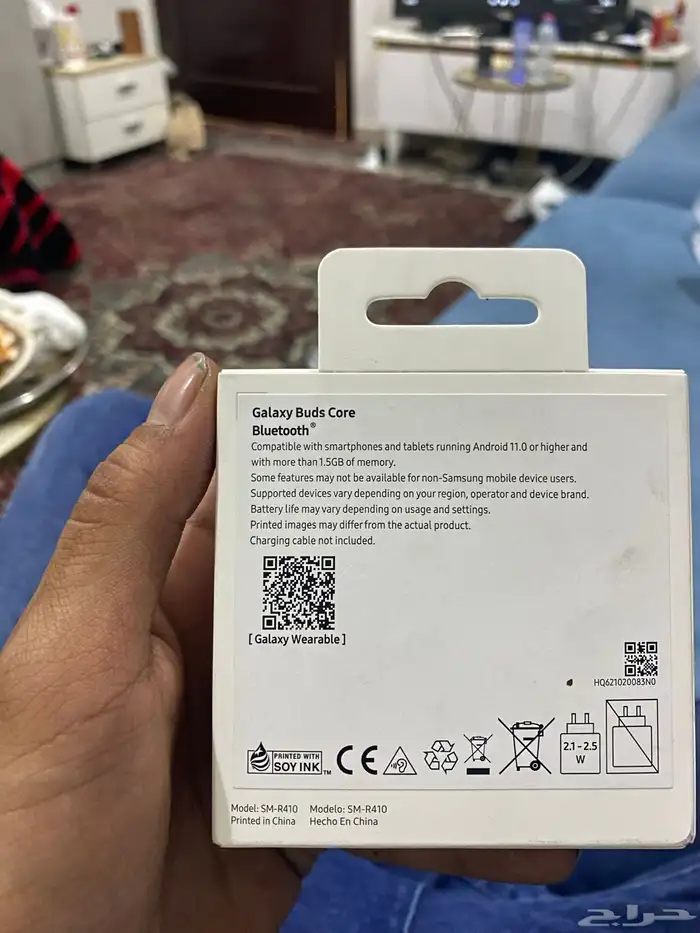 Galaxy Buds Core
Bluetooth®
Compatible with smartphones and tablets running Android 11.0 or higher and
with more than 1.5GB of memory.
Some features may not be available for non-Samsung mobile device users.
Supported devices vary depending on your region, operator and device brand.
Battery life may vary depending on usage and settings.
Printed images may differ from the actual product.
Charging cable not included.
[ Galaxy Wearable ]
HQ621020083N0
PRINTED WITH
SOY INK™
CE
2.1 - 2.5
W
Model: SM-R410 Modelo: SM-R410
Printed in China Hecho En China
حراج